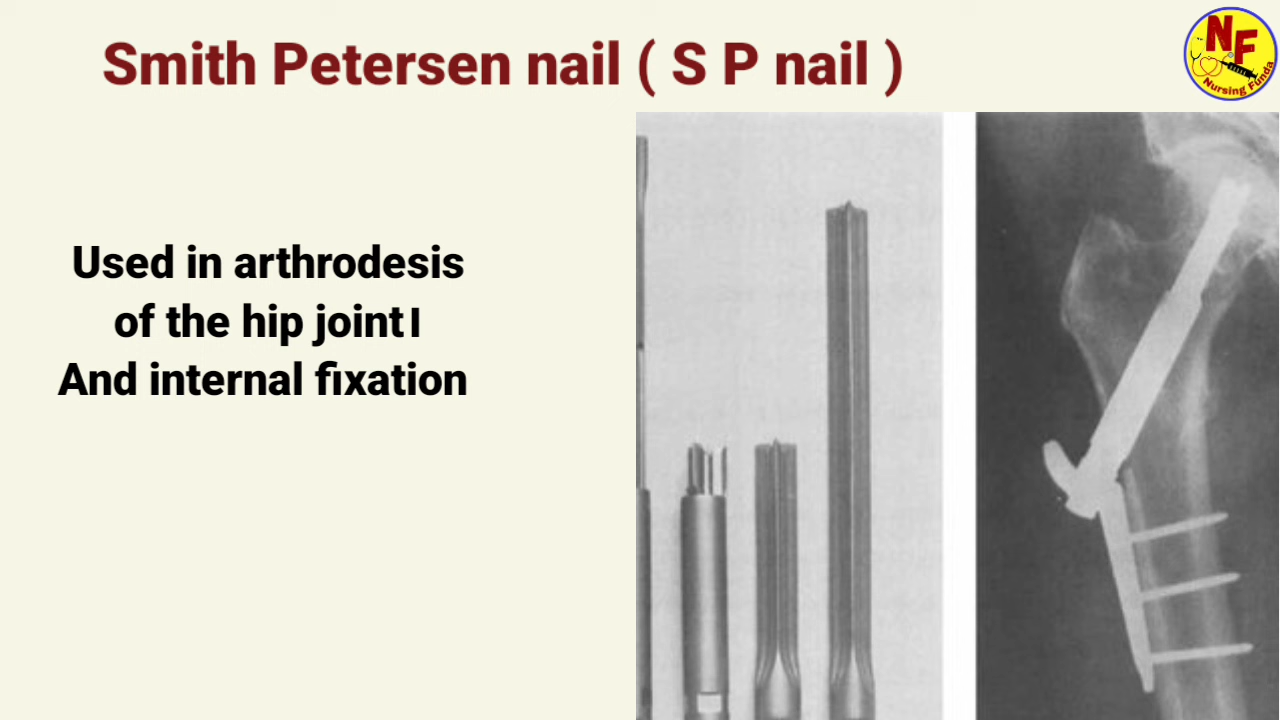 Smith Petersen nail ( S P nail )
NF
Nursing Funda
Used in arthrodesis
of the hip joint I
And internal fixation